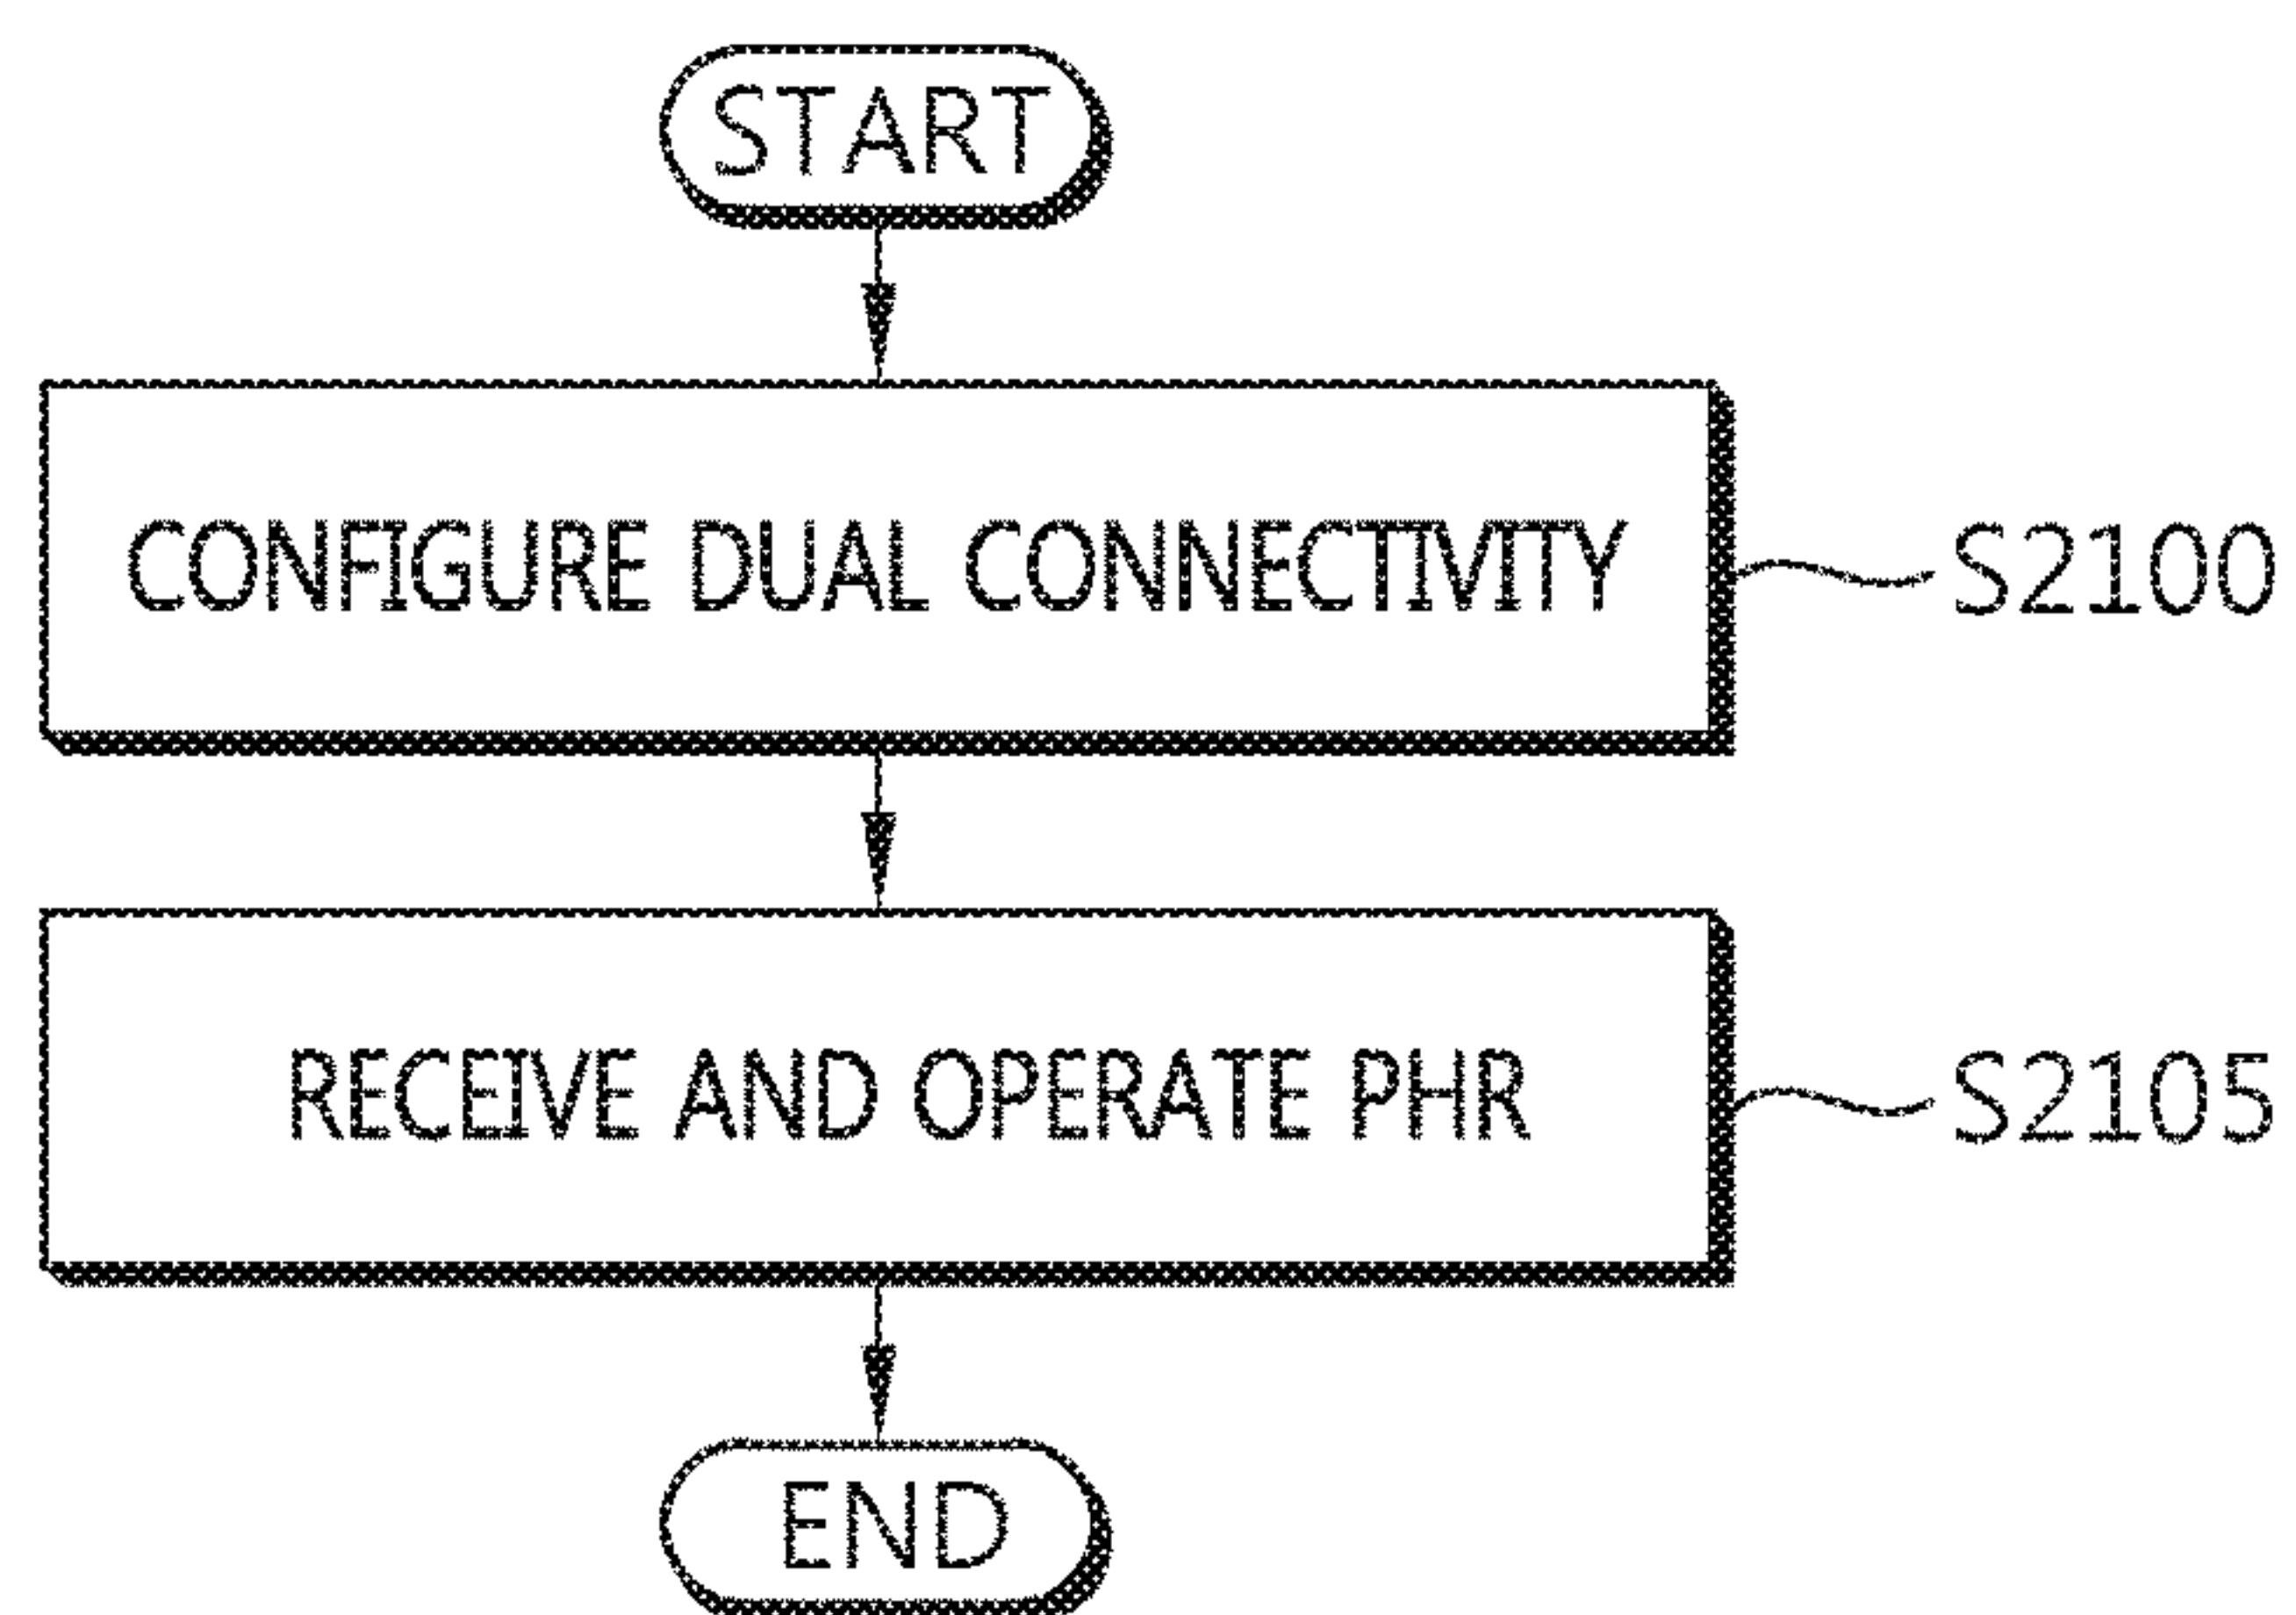 START
CONFIGURE DUAL CONNECTIVITY
S2100
RECEIVE AND OPERATE PHR
S2105
END